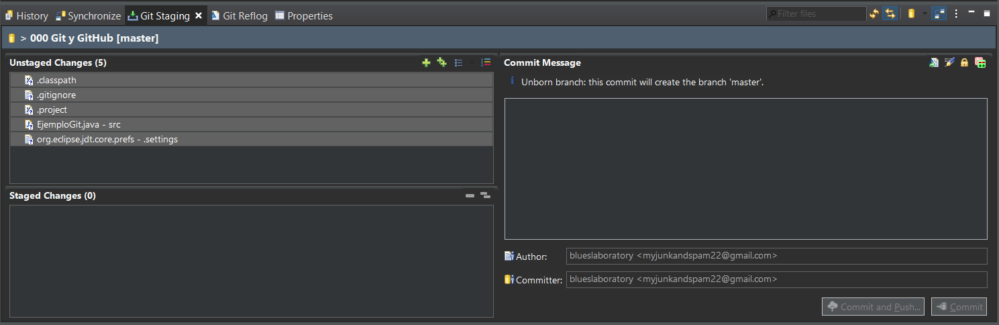 History Synchronize Git Staging Git Reflog Properties Filter files
> 000 Git y GitHub [master]
Unstaged Changes (5)
.classpath
.gitignore
.project
EjemploGit.java - src
org.eclipse.jdt.core.prefs - .settings
Staged Changes (0)
Commit Message
Unborn branch: this commit will create the branch 'master'.
Author: blueslaboratory <myjunkandspam22@gmail.com>
Committer: blueslaboratory <myjunkandspam22@gmail.com>
Commit and Push... Commit